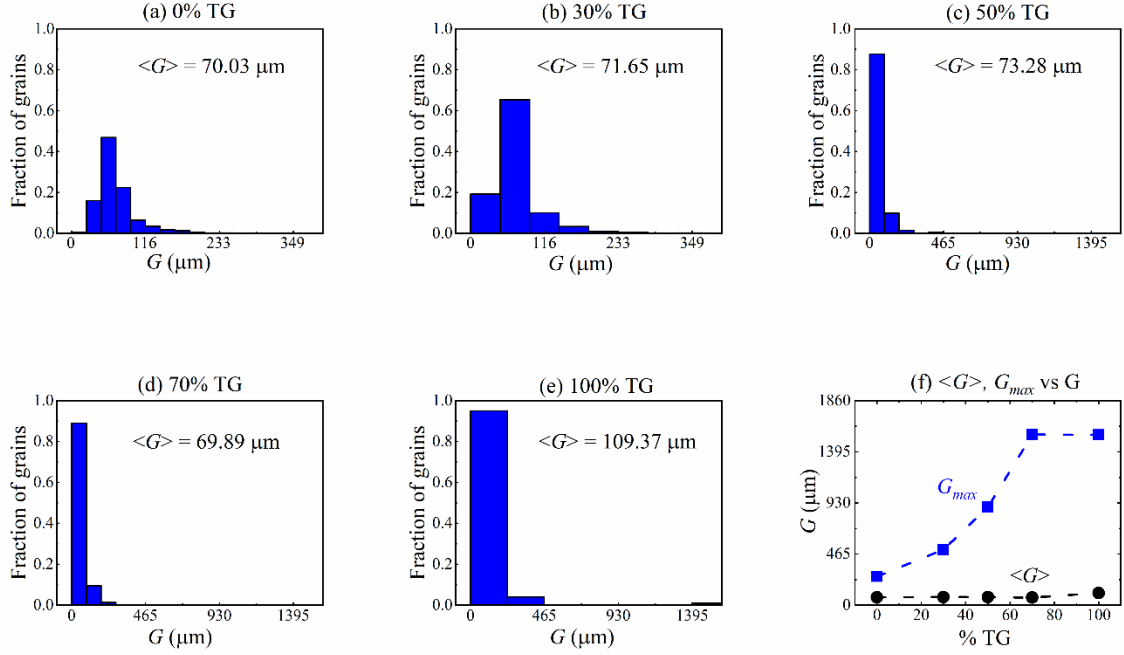 (a) 0% TG
1.0
0.8
0.6
0.4
0.2
0.0
Fraction of grains
<G> = 70.03 μm
0 116 233 349
G (μm)
(b) 30% TG
1.0
0.8
0.6
0.4
0.2
0.0
Fraction of grains
<G> = 71.65 μm
0 116 233 349
G (μm)
(c) 50% TG
1.0
0.8
0.6
0.4
0.2
0.0
Fraction of grains
<G> = 73.28 μm
0 465 930 1395
G (μm)
(d) 70% TG
1.0
0.8
0.6
0.4
0.2
0.0
Fraction of grains
<G> = 69.89 μm
0 465 930 1395
G (μm)
(e) 100% TG
1.0
0.8
0.6
0.4
0.2
0.0
Fraction of grains
<G> = 109.37 μm
0 465 930 1395
G (μm)
(f) <G>, Gmax vs G
1860
1395
930
465
0
G (μm)
Gmax
<G>
0 20 40 60 80 100
% TG